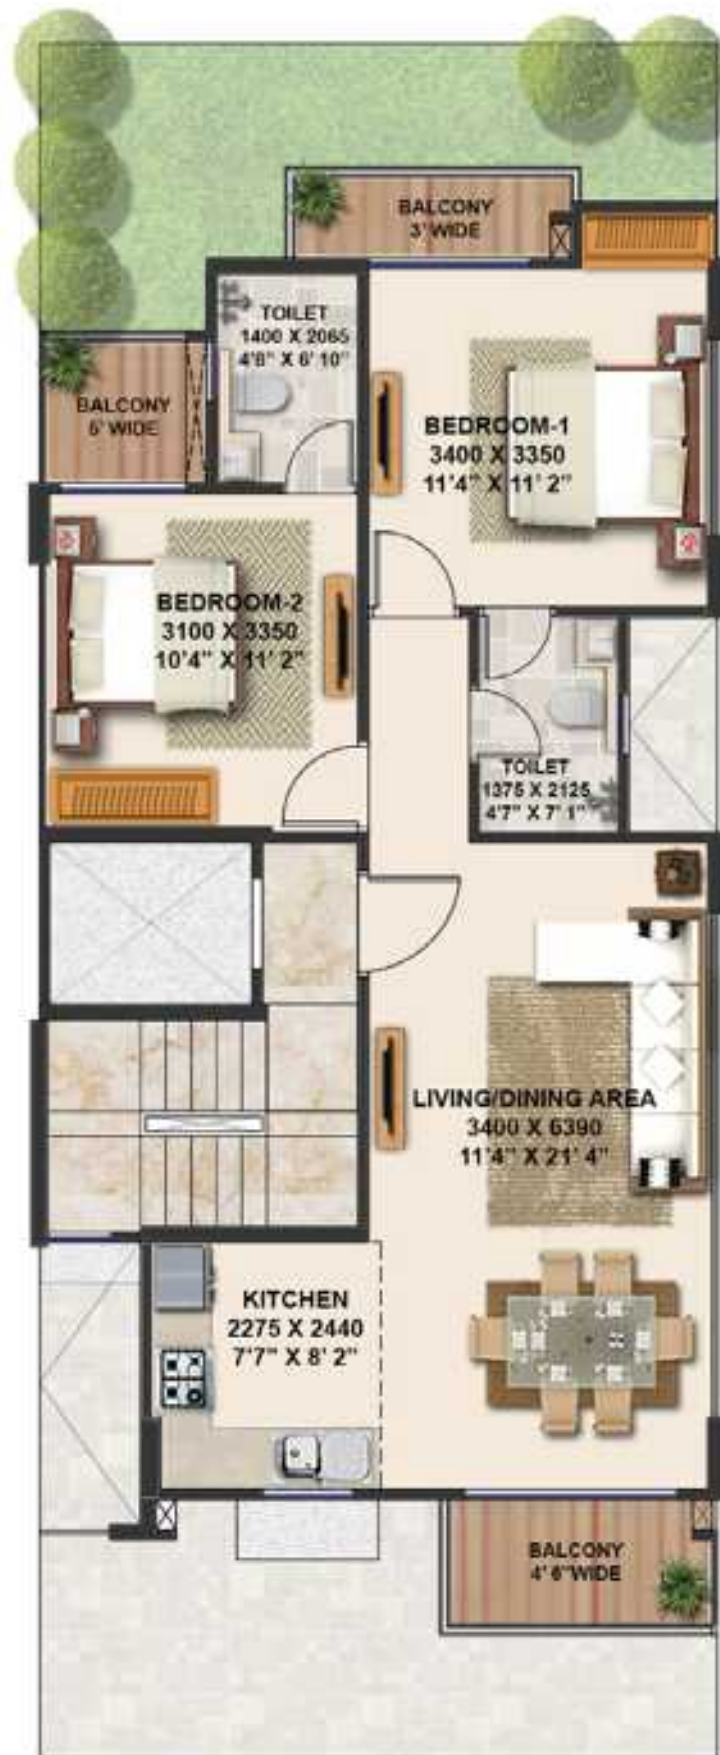 BALCONY
3' WIDE
TOILET
1400 X 2065
4'8" X 6' 10"
BALCONY
5' WIDE
BEDROOM-1
3400 X 3350
11'4" X 11' 2"
BEDROOM-2
3100 X 3350
10'4" X 11' 2"
TOILET
1375 X 2125
4'7" X 7' 1"
LIVING/DINING AREA
3400 X 6390
11'4" X 21' 4"
KITCHEN
2275 X 2440
7'7" X 8' 2"
BALCONY
4' 6"WIDE